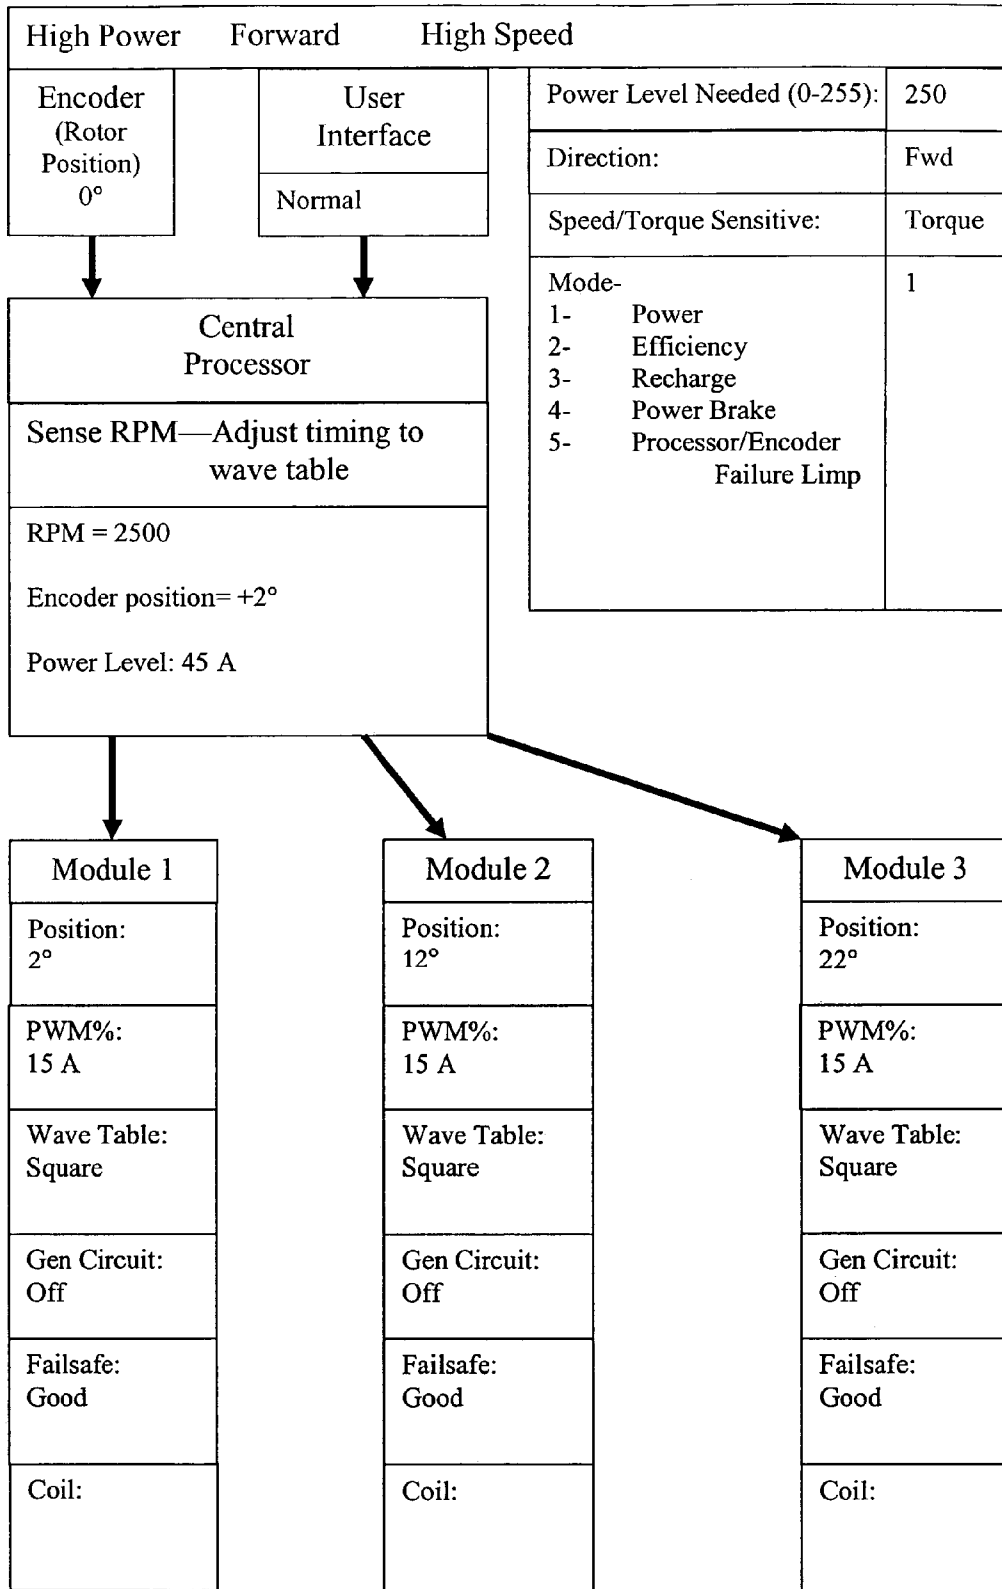 High Power Forward High Speed
Encoder
(Rotor
Position)
0°
User
Interface
Normal
Power Level Needed (0-255): 250
Direction: Fwd
Speed/Torque Sensitive: Torque
Mode- 1
1- Power
2- Efficiency
3- Recharge
4- Power Brake
5- Processor/Encoder
Failure Limp
Central
Processor
Sense RPM—Adjust timing to
wave table
RPM = 2500
Encoder position= +2°
Power Level: 45 A
Module 1
Position:
2°
PWM%:
15 A
Wave Table:
Square
Gen Circuit:
Off
Failsafe:
Good
Coil:
Module 2
Position:
12°
PWM%:
15 A
Wave Table:
Square
Gen Circuit:
Off
Failsafe:
Good
Coil:
Module 3
Position:
22°
PWM%:
15 A
Wave Table:
Square
Gen Circuit:
Off
Failsafe:
Good
Coil: